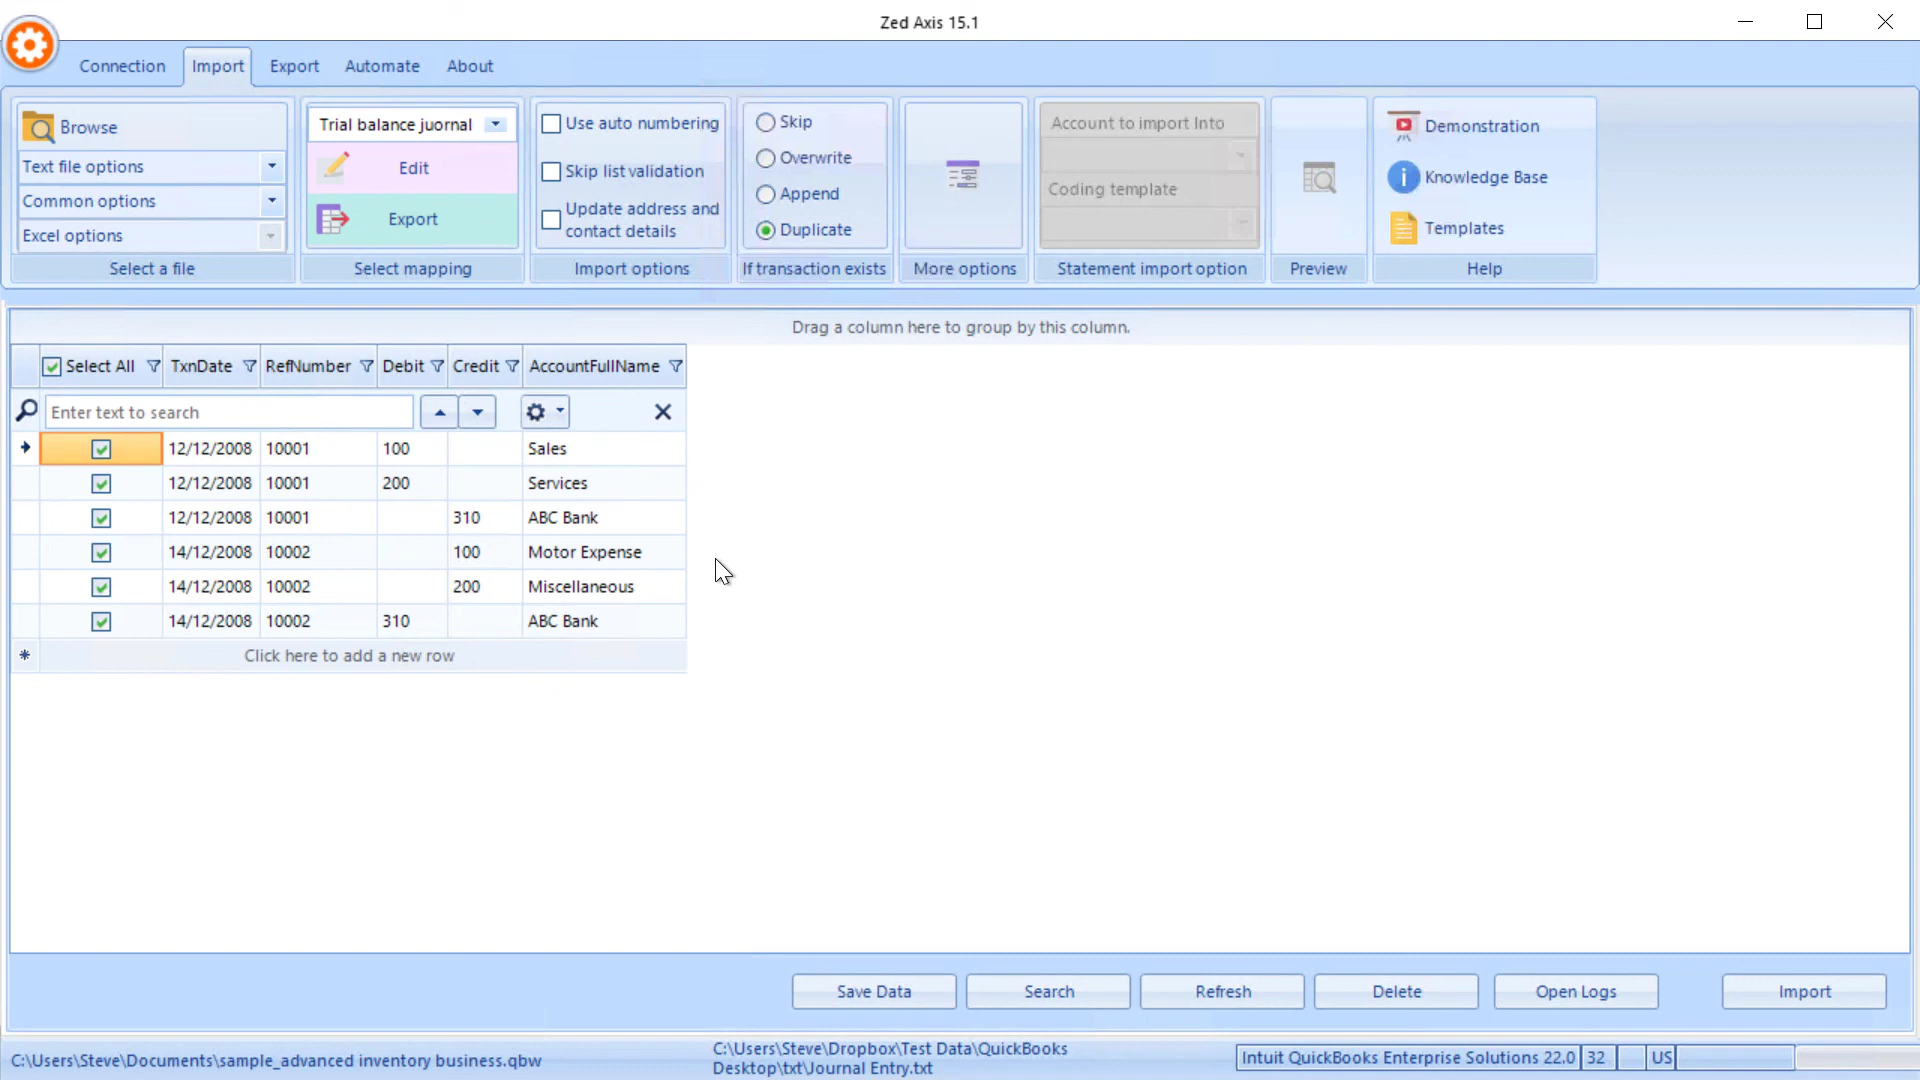 Zed Axis 15.1
Connection Import Export Automate About
Browse
Text file options
Common options
Excel options
Select a file
Trial balance juornal
Edit
Export
Select mapping
Use auto numbering
Skip list validation
Update address and
contact details
Import options
Skip
Overwrite
Append
Duplicate
If transaction exists
More options
Account to import Into
Coding template
Statement import option
Preview
Demonstration
Knowledge Base
Templates
Help
Drag a column here to group by this column.
Select All TxnDate RefNumber Debit Credit AccountFullName
Enter text to search
12/12/2008 10001 100 Sales
12/12/2008 10001 200 Services
12/12/2008 10001 310 ABC Bank
14/12/2008 10002 100 Motor Expense
14/12/2008 10002 200 Miscellaneous
14/12/2008 10002 310 ABC Bank
Click here to add a new row
Save Data Search Refresh Delete Open Logs Import
C:\Users\Steve\Documents\sample_advanced inventory business.qbw
C:\Users\Steve\Dropbox\Test Data\QuickBooks
Desktop\txt\Journal Entry.txt
Intuit QuickBooks Enterprise Solutions 22.0 32 US